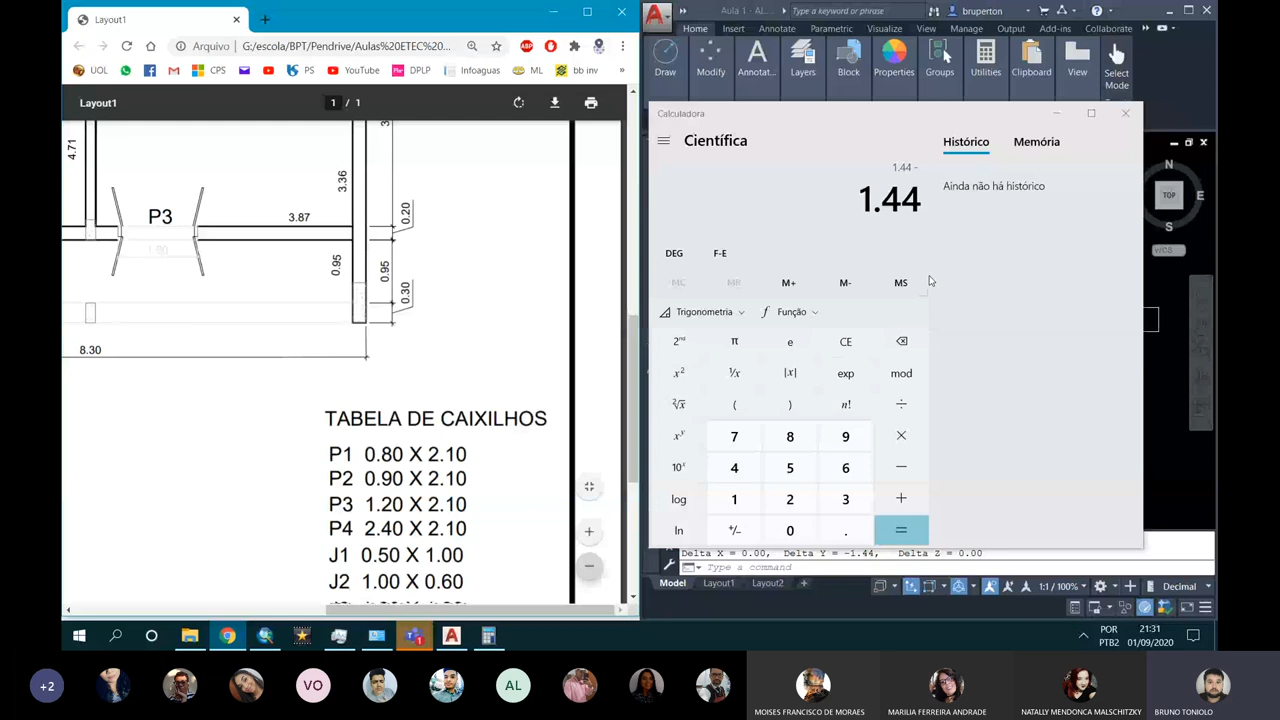 Layout1
Aula 1 - AL...
Type a keyword or phrase
bruperton
Arquivo
G:/escola/BPT/Pendrive/Aulas%20ETEC%20...
ABP
Home Insert Annotate Parametric View Manage Output Add-ins Collaborate
UOL CPS PS YouTube DPLP Infoaguas ML bb inv
Draw Modify Annotat... Layers Block Properties Groups Utilities Clipboard View Select Mode
Layout1 1 / 1
Calculadora
Científica
Histórico Memória
1.44 -
1.44
Ainda não há histórico
DEG F-E
MC MR M+ M- MS
Trigonometria f Função
2nd π e CE
x² ¹/x |x| exp mod
²√x ( ) n! ÷
xʸ 7 8 9 ×
10ˣ 4 5 6 −
log 1 2 3 +
ln +/− 0 . =
N
TOP E
S
WCS
4.71
3.36
P3
3.87
0.20
0.95
0.95
0.30
8.30
TABELA DE CAIXILHOS
P1 0.80 X 2.10
P2 0.90 X 2.10
P3 1.20 X 2.10
P4 2.40 X 2.10
J1 0.50 X 1.00
J2 1.00 X 0.60
Delta X = 0.00, Delta Y = -1.44, Delta Z = 0.00
Type a command
Model Layout1 Layout2 +
1:1 / 100%
Decimal
POR
PTB2
21:31
01/09/2020
+2
VO
AL
MOISES FRANCISCO DE MORAES
MARILIA FERREIRA ANDRADE
NATALLY MENDONCA MALSCHITZKY
BRUNO TONIOLO